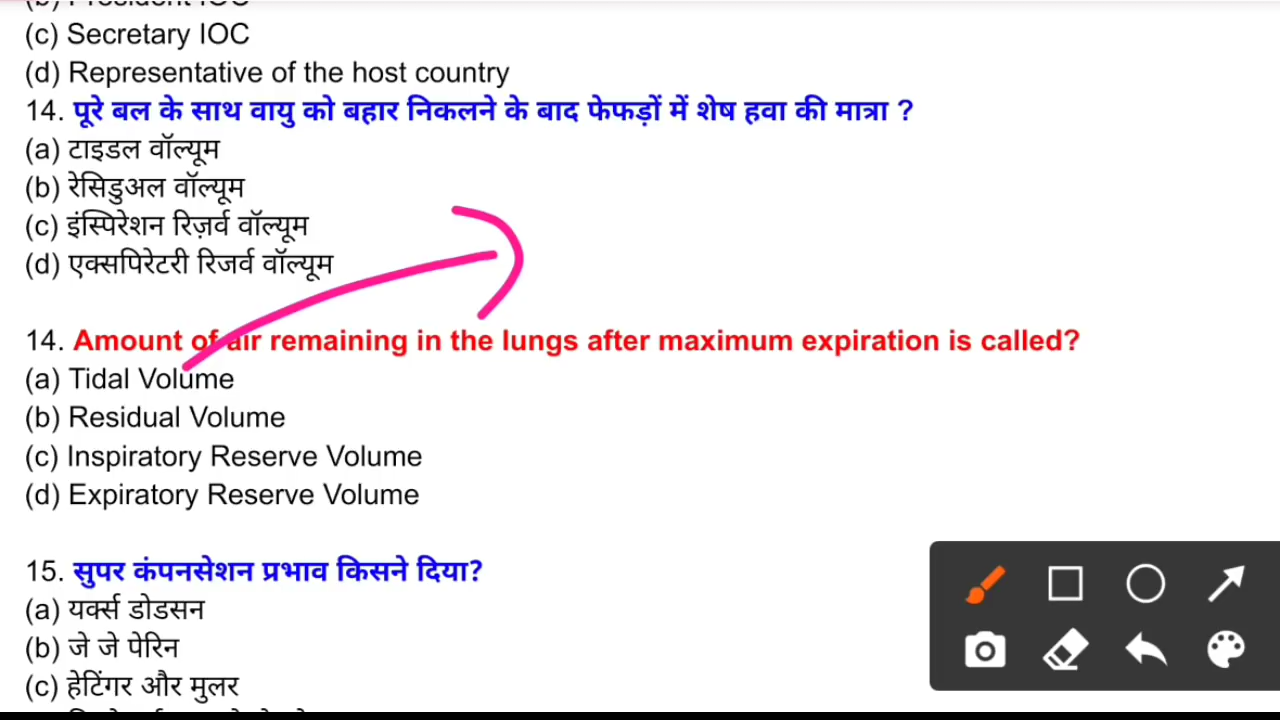 (c) Secretary IOC
(d) Representative of the host country
14. पूरे बल के साथ वायु को बहार निकलने के बाद फेफड़ों में शेष हवा की मात्रा ?
(a) टाइडल वॉल्यूम
(b) रेसिडुअल वॉल्यूम
(c) इंस्पिरेशन रिज़र्व वॉल्यूम
(d) एक्सपिरेटरी रिजर्व वॉल्यूम
14. Amount of air remaining in the lungs after maximum expiration is called?
(a) Tidal Volume
(b) Residual Volume
(c) Inspiratory Reserve Volume
(d) Expiratory Reserve Volume
15. सुपर कंपनसेशन प्रभाव किसने दिया?
(a) यर्क्स डोडसन
(b) जे जे पेरिन
(c) हेटिंगर और मुलर